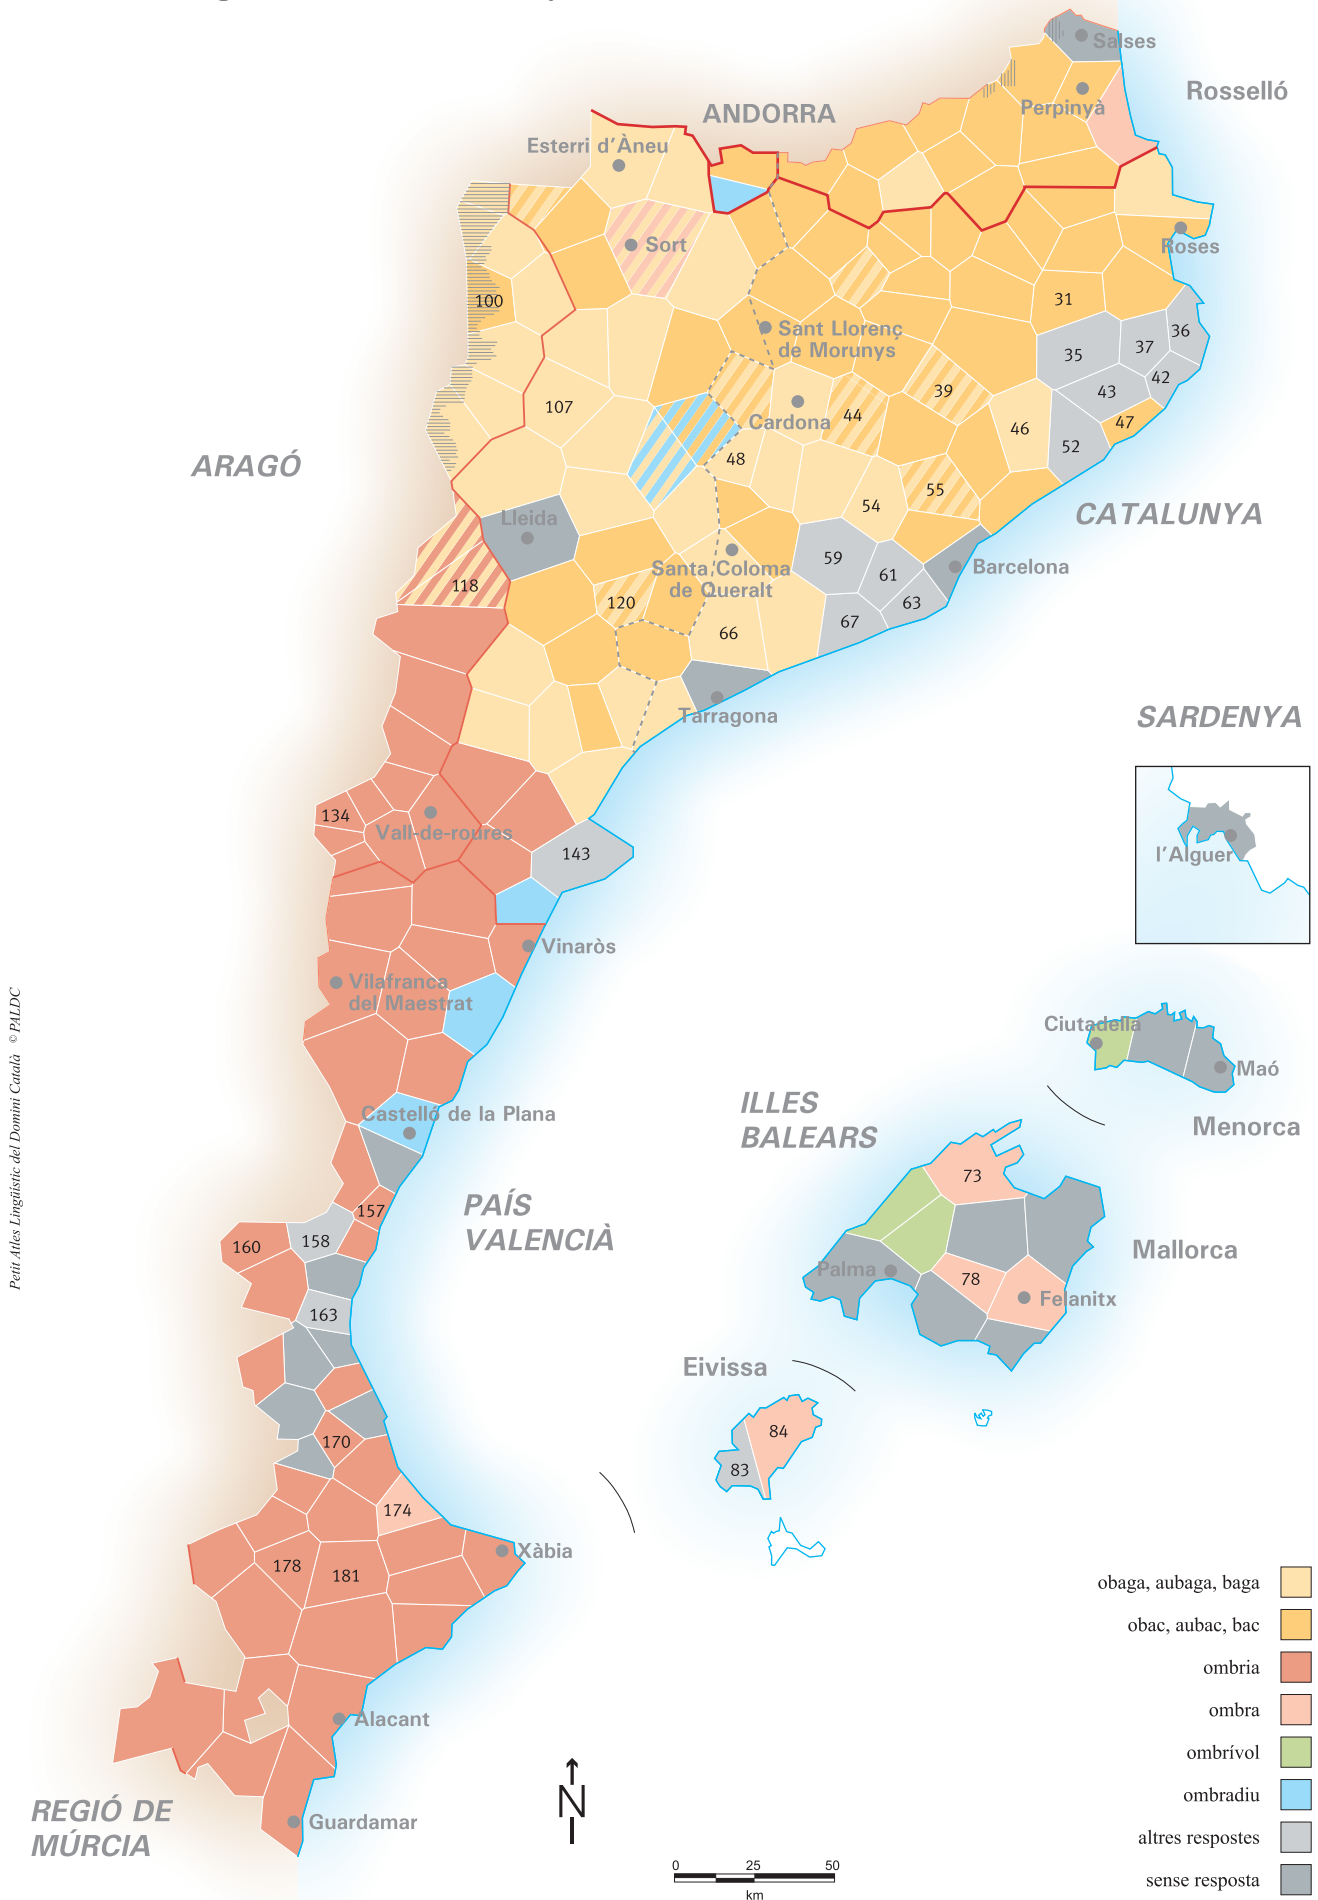 Salses
Rosselló
ANDORRA
Perpinyà
Esterri d'Àneu
Sort
Roses
100
31
Sant Llorenç
de Morunys
36
37
35
42
43
39
107
Cardona
44
46
47
52
48
ARAGÓ
55
54
CATALUNYA
Lleida
59
Santa Coloma
de Queralt
Barcelona
61
118
120
63
67
66
Tarragona
SARDENYA
l'Alguer
134
Vall-de-roures
143
Vinaròs
Vilafranca
del Maestrat
Petit Atles Lingüístic del Domini Català © PALDC
Ciutadella
Maó
Menorca
ILLES
BALEARS
Castelló de la Plana
73
PAÍS
VALENCIÀ
157
158
160
Mallorca
Palma
78
Felanitx
163
Eivissa
84
83
170
174
Xàbia
178
181
Alacant
REGIÓ DE
MÚRCIA
Guardamar
N
0 25 50
km
obaga, aubaga, baga
obac, aubac, bac
ombria
ombra
ombrívol
ombradiu
altres respostes
sense resposta